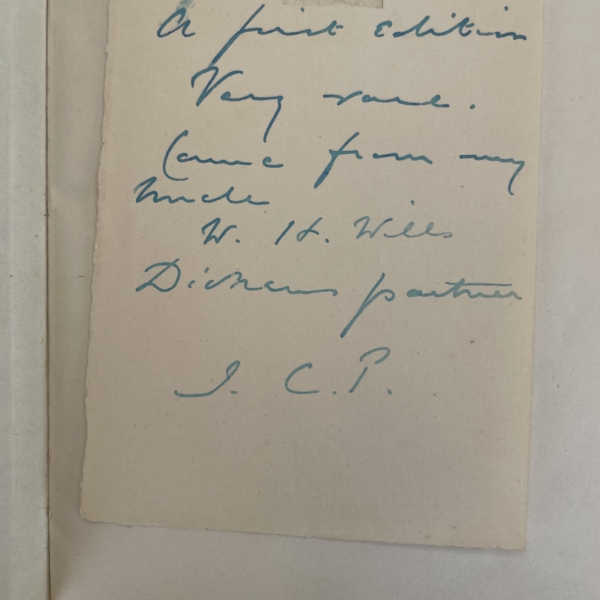 A first edition
Very rare.
Came from my
Uncle
W. H. Wills
Dickens partner
I. C. P.